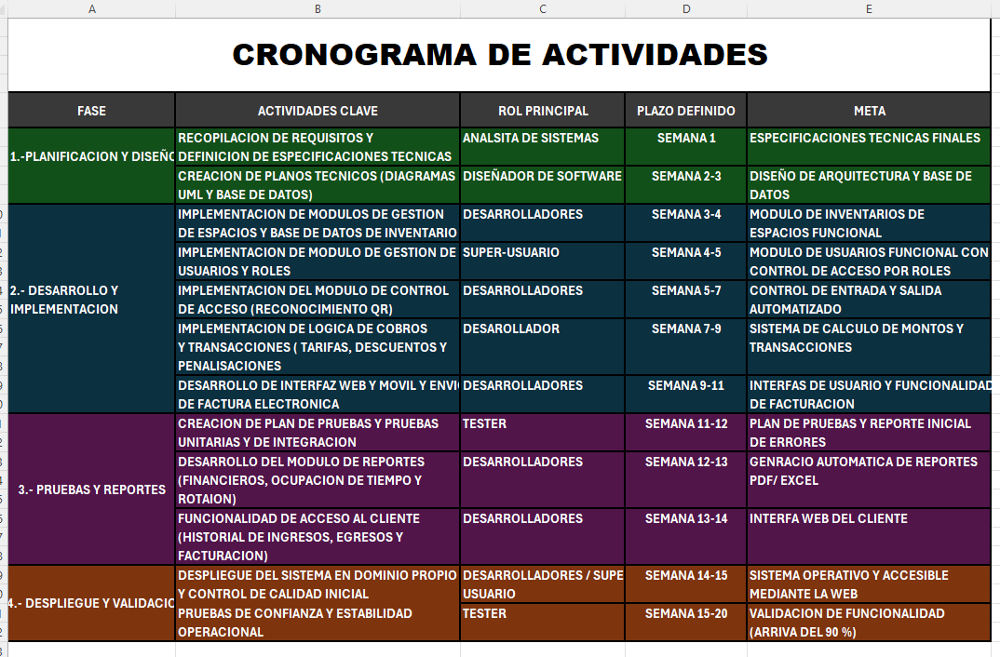 A B C D E
CRONOGRAMA DE ACTIVIDADES
FASE ACTIVIDADES CLAVE ROL PRINCIPAL PLAZO DEFINIDO META
1.-PLANIFICACION Y DISEÑO
RECOPILACION DE REQUISITOS Y
DEFINICION DE ESPECIFICACIONES TECNICAS
ANALSITA DE SISTEMAS
SEMANA 1
ESPECIFICACIONES TECNICAS FINALES
CREACION DE PLANOS TECNICOS (DIAGRAMAS
UML Y BASE DE DATOS)
DISEÑADOR DE SOFTWARE
SEMANA 2-3
DISEÑO DE ARQUITECTURA Y BASE DE
DATOS
2.- DESARROLLO Y
IMPLEMENTACION
IMPLEMENTACION DE MODULOS DE GESTION
DE ESPACIOS Y BASE DE DATOS DE INVENTARIO
DESARROLLADORES
SEMANA 3-4
MODULO DE INVENTARIOS DE
ESPACIOS FUNCIONAL
IMPLEMENTACION DE MODULO DE GESTION DE
USUARIOS Y ROLES
SUPER-USUARIO
SEMANA 4-5
MODULO DE USUARIOS FUNCIONAL CON
CONTROL DE ACCESO POR ROLES
IMPLEMENTACION DEL MODULO DE CONTROL
DE ACCESO (RECONOCIMIENTO QR)
DESARROLLADORES
SEMANA 5-7
CONTROL DE ENTRADA Y SALIDA
AUTOMATIZADO
IMPLEMENTACION DE LOGICA DE COBROS
Y TRANSACCIONES ( TARIFAS, DESCUENTOS Y
PENALISACIONES
DESAROLLADOR
SEMANA 7-9
SISTEMA DE CALCULO DE MONTOS Y
TRANSACCIONES
DESARROLLO DE INTERFAZ WEB Y MOVIL Y ENVI
DE FACTURA ELECTRONICA
DESARROLLADORES
SEMANA 9-11
INTERFAS DE USUARIO Y FUNCIONALIDAD
DE FACTURACION
3.- PRUEBAS Y REPORTES
CREACION DE PLAN DE PRUEBAS Y PRUEBAS
UNITARIAS Y DE INTEGRACION
TESTER
SEMANA 11-12
PLAN DE PRUEBAS Y REPORTE INICIAL
DE ERRORES
DESARROLLO DEL MODULO DE REPORTES
(FINANCIEROS, OCUPACION DE TIEMPO Y
ROTAION)
DESARROLLADORES
SEMANA 12-13
GENRACIO AUTOMATICA DE REPORTES
PDF/ EXCEL
FUNCIONALIDAD DE ACCESO AL CLIENTE
(HISTORIAL DE INGRESOS, EGRESOS Y
FACTURACION)
DESARROLLADORES
SEMANA 13-14
INTERFA WEB DEL CLIENTE
4.- DESPLIEGUE Y VALIDACIO
DESPLIEGUE DEL SISTEMA EN DOMINIO PROPIO
Y CONTROL DE CALIDAD INICIAL
DESARROLLADORES / SUPE
USUARIO
SEMANA 14-15
SISTEMA OPERATIVO Y ACCESIBLE
MEDIANTE LA WEB
PRUEBAS DE CONFIANZA Y ESTABILIDAD
OPERACIONAL
TESTER
SEMANA 15-20
VALIDACION DE FUNCIONALIDAD
(ARRIVA DEL 90 %)